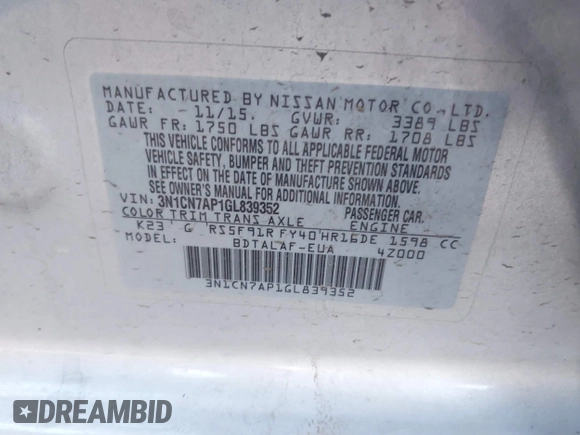 MANUFACTURED BY NISSAN MOTOR CO.,LTD.
DATE: 11/15. GVWR: 3389 LBS
GAWR FR: 1750 LBS GAWR RR: 1708 LBS
THIS VEHICLE CONFORMS TO ALL APPLICABLE FEDERAL MOTOR
VEHICLE SAFETY, BUMPER AND THEFT PREVENTION STANDARDS
IN EFFECT ON THE DATE OF MANUFACTURE SHOWN ABOVE.
SEE OWNER'S MANUAL FOR ADDITIONAL INFORMATION.
VIN: 3N1CN7AP1GL839352 PASSENGER CAR.
COLOR TRIM TRANS AXLE ENGINE
K23 G RS5F91R FY40 HR16DE 1598 CC
MODEL: BDTALAF-EUA 4Z000
3N1CN7AP1GL839352
DREAMBID